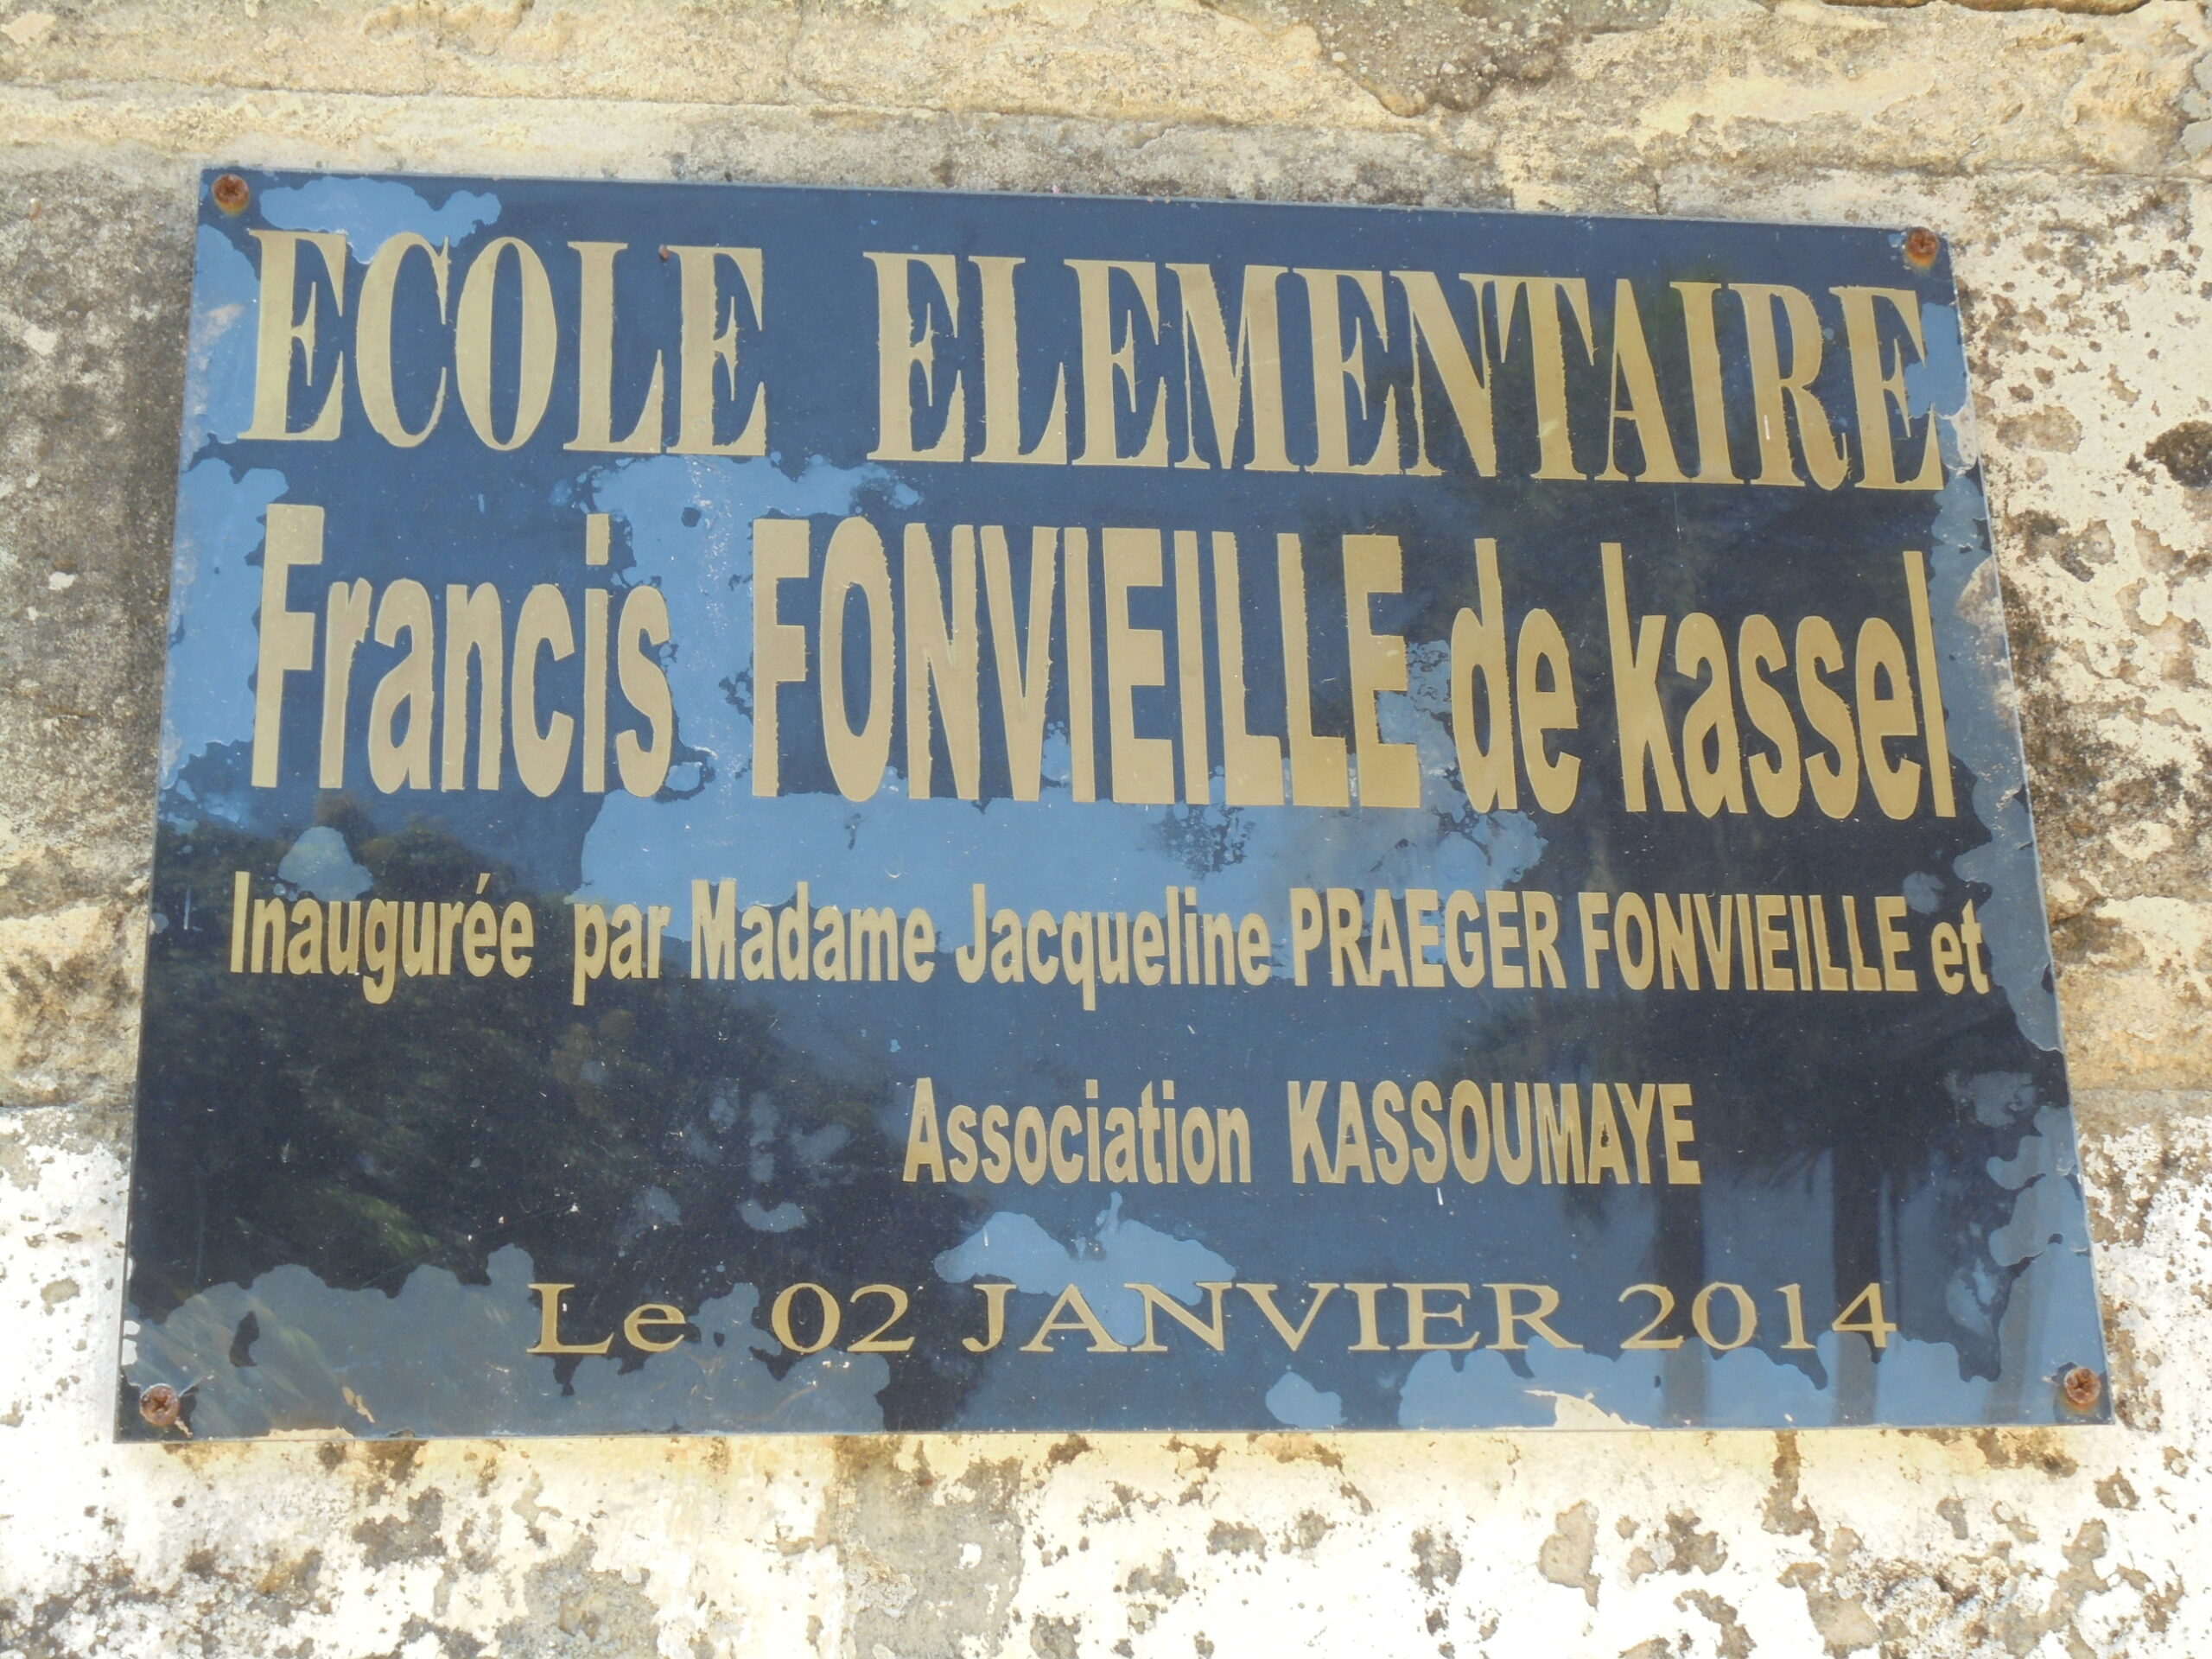 ECOLE ELEMENTAIRE
Francis FONVIEILLE de kassel
Inaugurée par Madame Jacqueline PRAEGER FONVIEILLE et
Association KASSOUMAYE
Le 02 JANVIER 2014